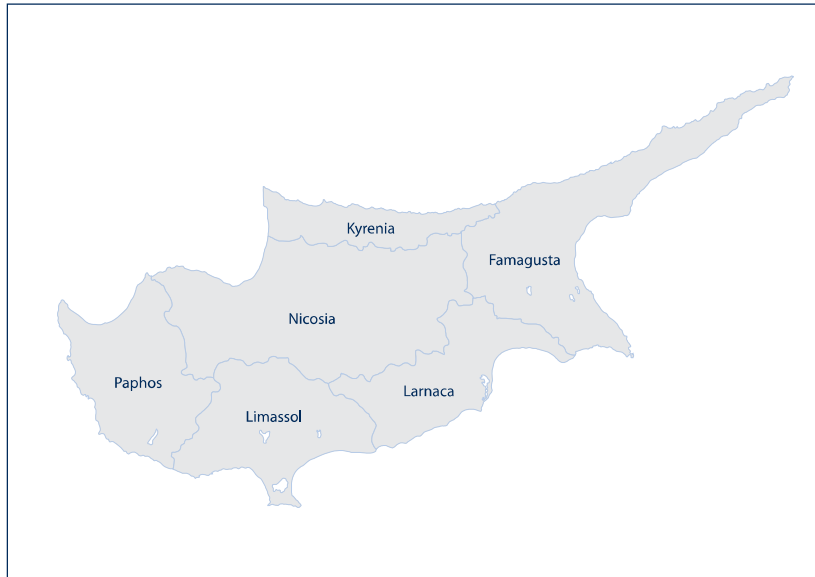 Kyrenia
Famagusta
Nicosia
Paphos
Larnaca
Limassol